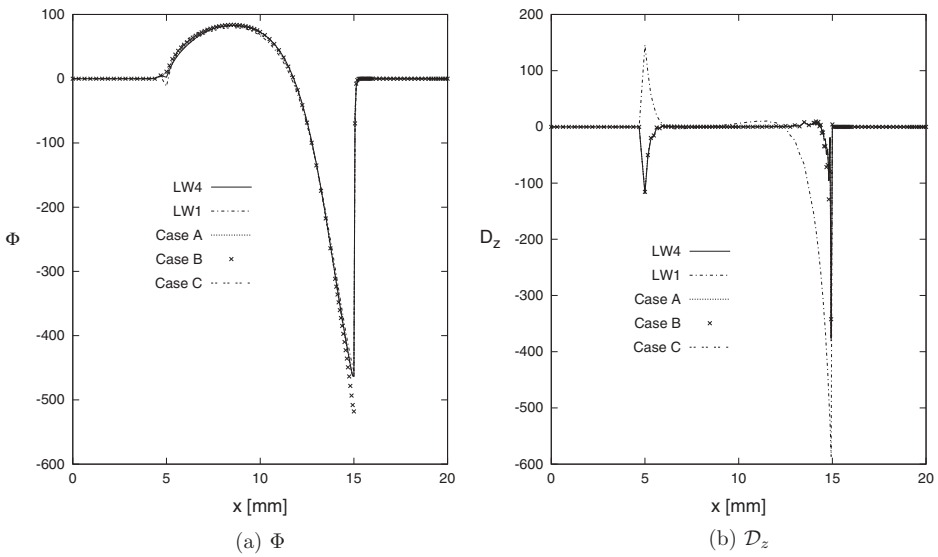 100
0
-100
-200
-300
-400
-500
-600
Φ
LW4
LW1
Case A
Case B
Case C
0 5 10 15 20
x [mm]
(a) Φ
200
100
0
-100
-200
-300
-400
-500
-600
D_z
LW4
LW1
Case A
Case B
Case C
0 5 10 15 20
x [mm]
(b) 𝒟_z